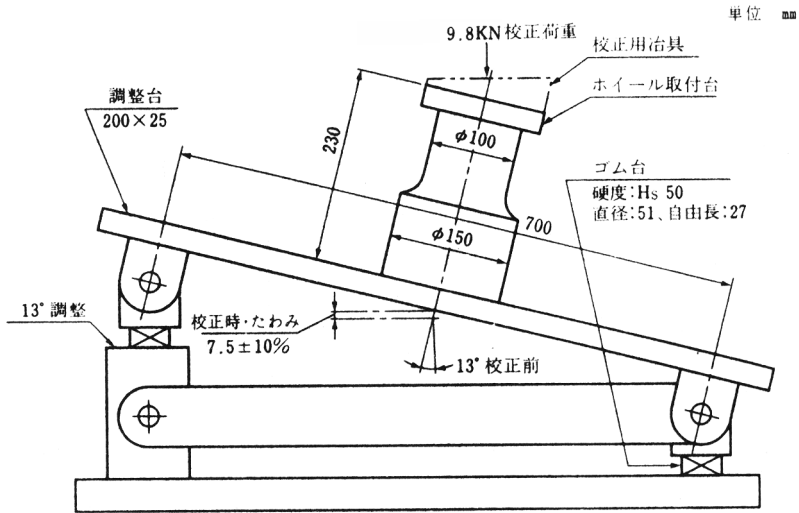 単位 mm
9.8KN校正荷重
校正用冶具
ホイール取付台
調整台
200×25
230
φ100
ゴム台
硬度:Hs 50
直径:51、自由長:27
700
φ150
13°調整
校正時・たわみ
7.5±10%
13°校正前